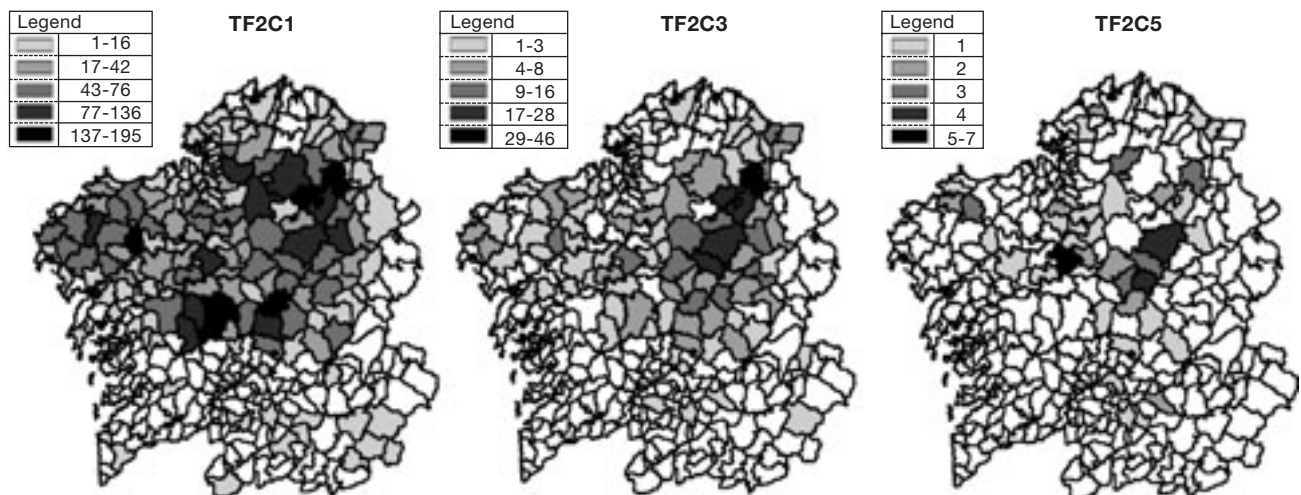 Legend
1-16
17-42
43-76
77-136
137-195
TF2C1
Legend
1-3
4-8
9-16
17-28
29-46
TF2C3
Legend
1
2
3
4
5-7
TF2C5